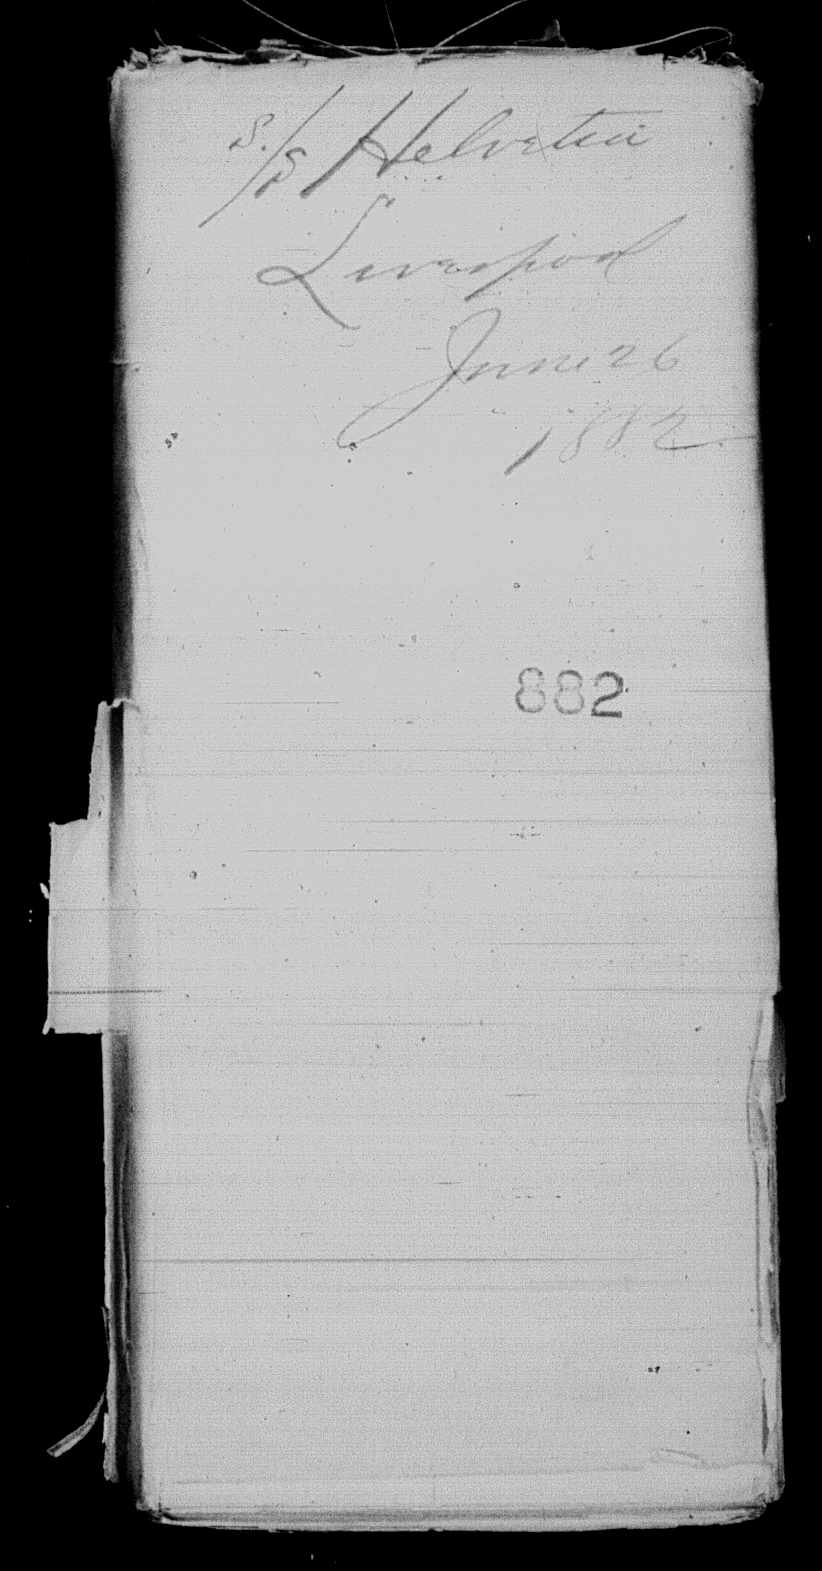 S./S Helvetia
Liverpool
June 26
1882
882